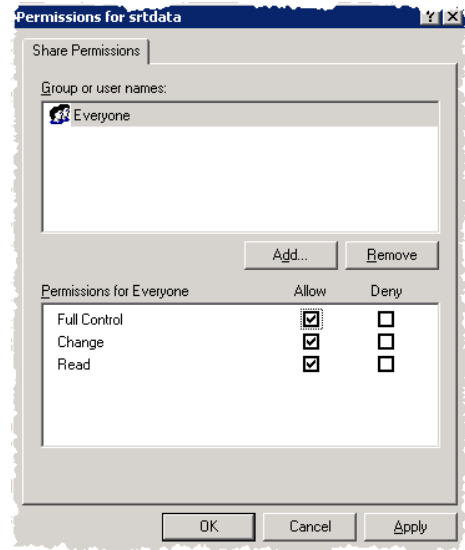 Permissions for srtdata
Share Permissions
Group or user names:
Everyone
Add... Remove
Permissions for Everyone Allow Deny
Full Control
Change
Read
OK Cancel Apply